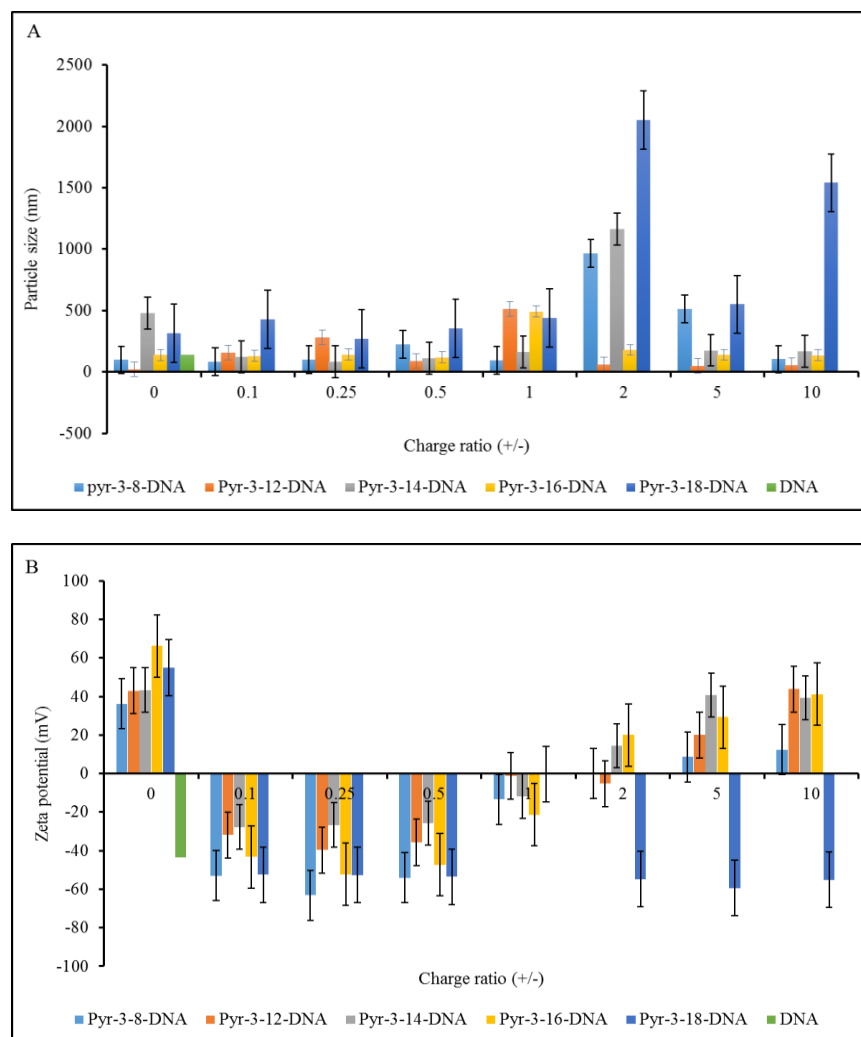 A
2500
2000
1500
1000
500
0
-500
Particle size (nm)
0 0.1 0.25 0.5 1 2 5 10
Charge ratio (+/-)
pyr-3-8-DNA Pyr-3-12-DNA Pyr-3-14-DNA Pyr-3-16-DNA Pyr-3-18-DNA DNA
B
100
80
60
40
20
0
-20
-40
-60
-80
-100
Zeta potential (mV)
0 0.1 0.25 0.5 1 2 5 10
Charge ratio (+/-)
Pyr-3-8-DNA Pyr-3-12-DNA Pyr-3-14-DNA Pyr-3-16-DNA Pyr-3-18-DNA DNA